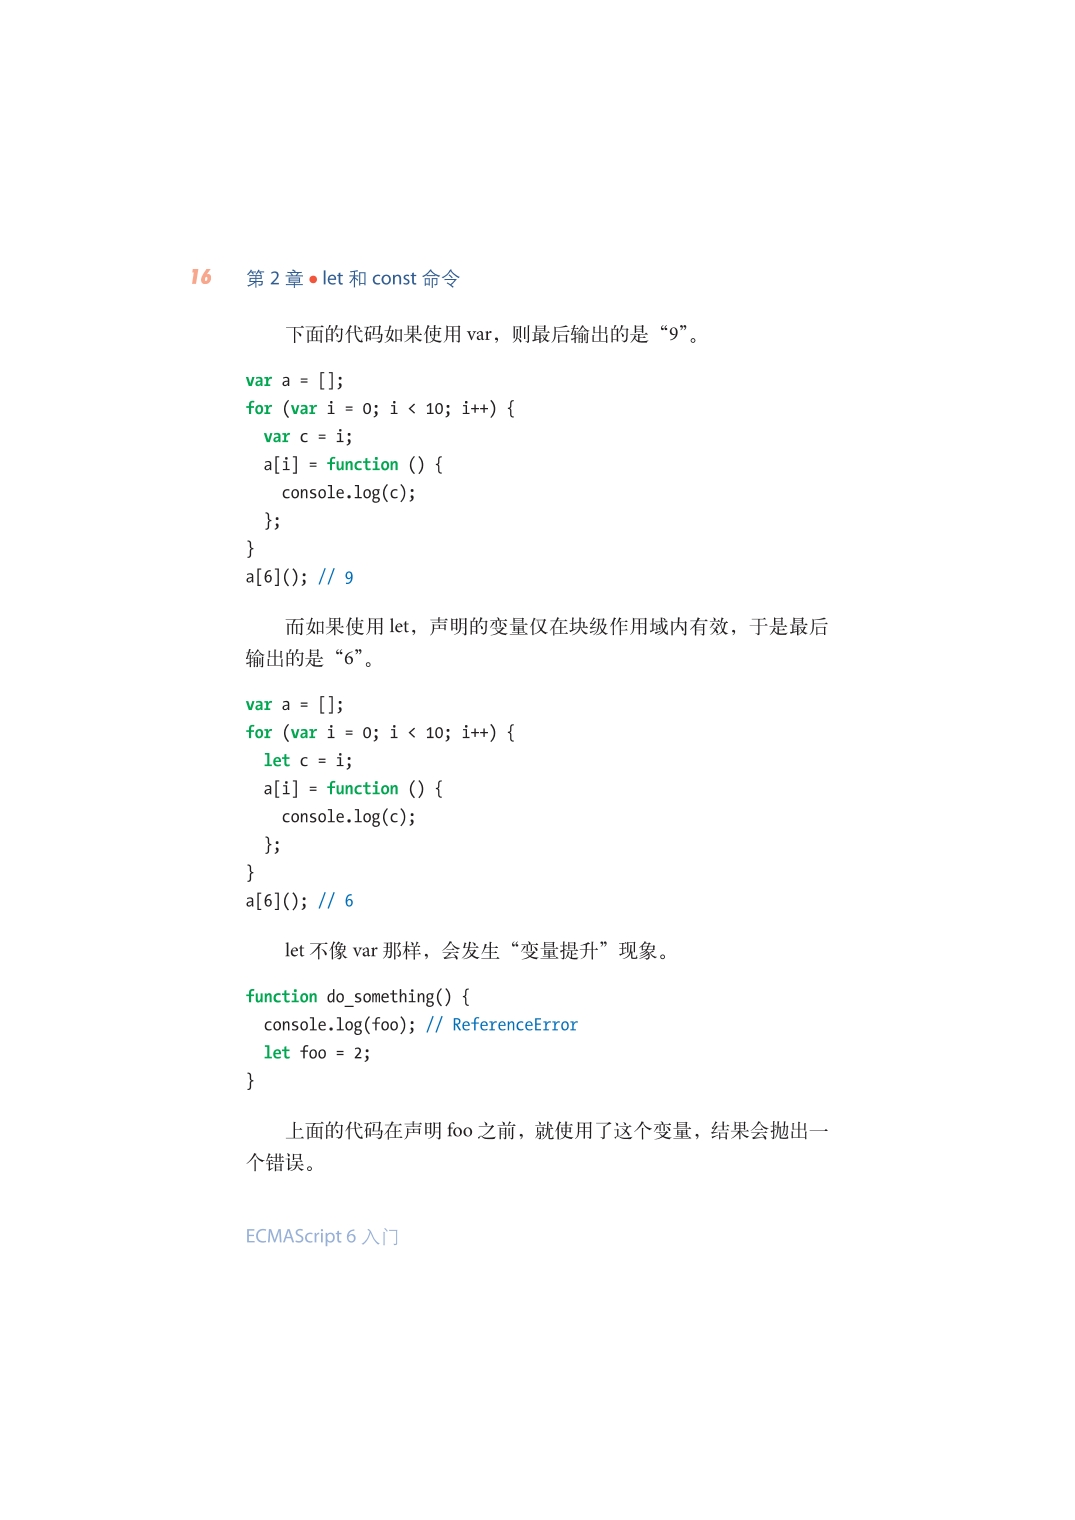 16 第 2 章 • let 和 const 命令
下面的代码如果使用 var，则最后输出的是“9”。
var a = [];
for (var i = 0; i < 10; i++) {
  var c = i;
  a[i] = function () {
    console.log(c);
  };
}
a[6](); // 9
而如果使用 let，声明的变量仅在块级作用域内有效，于是最后
输出的是“6”。
var a = [];
for (var i = 0; i < 10; i++) {
  let c = i;
  a[i] = function () {
    console.log(c);
  };
}
a[6](); // 6
let 不像 var 那样，会发生“变量提升”现象。
function do_something() {
  console.log(foo); // ReferenceError
  let foo = 2;
}
上面的代码在声明 foo 之前，就使用了这个变量，结果会抛出一
个错误。
ECMAScript 6 入门